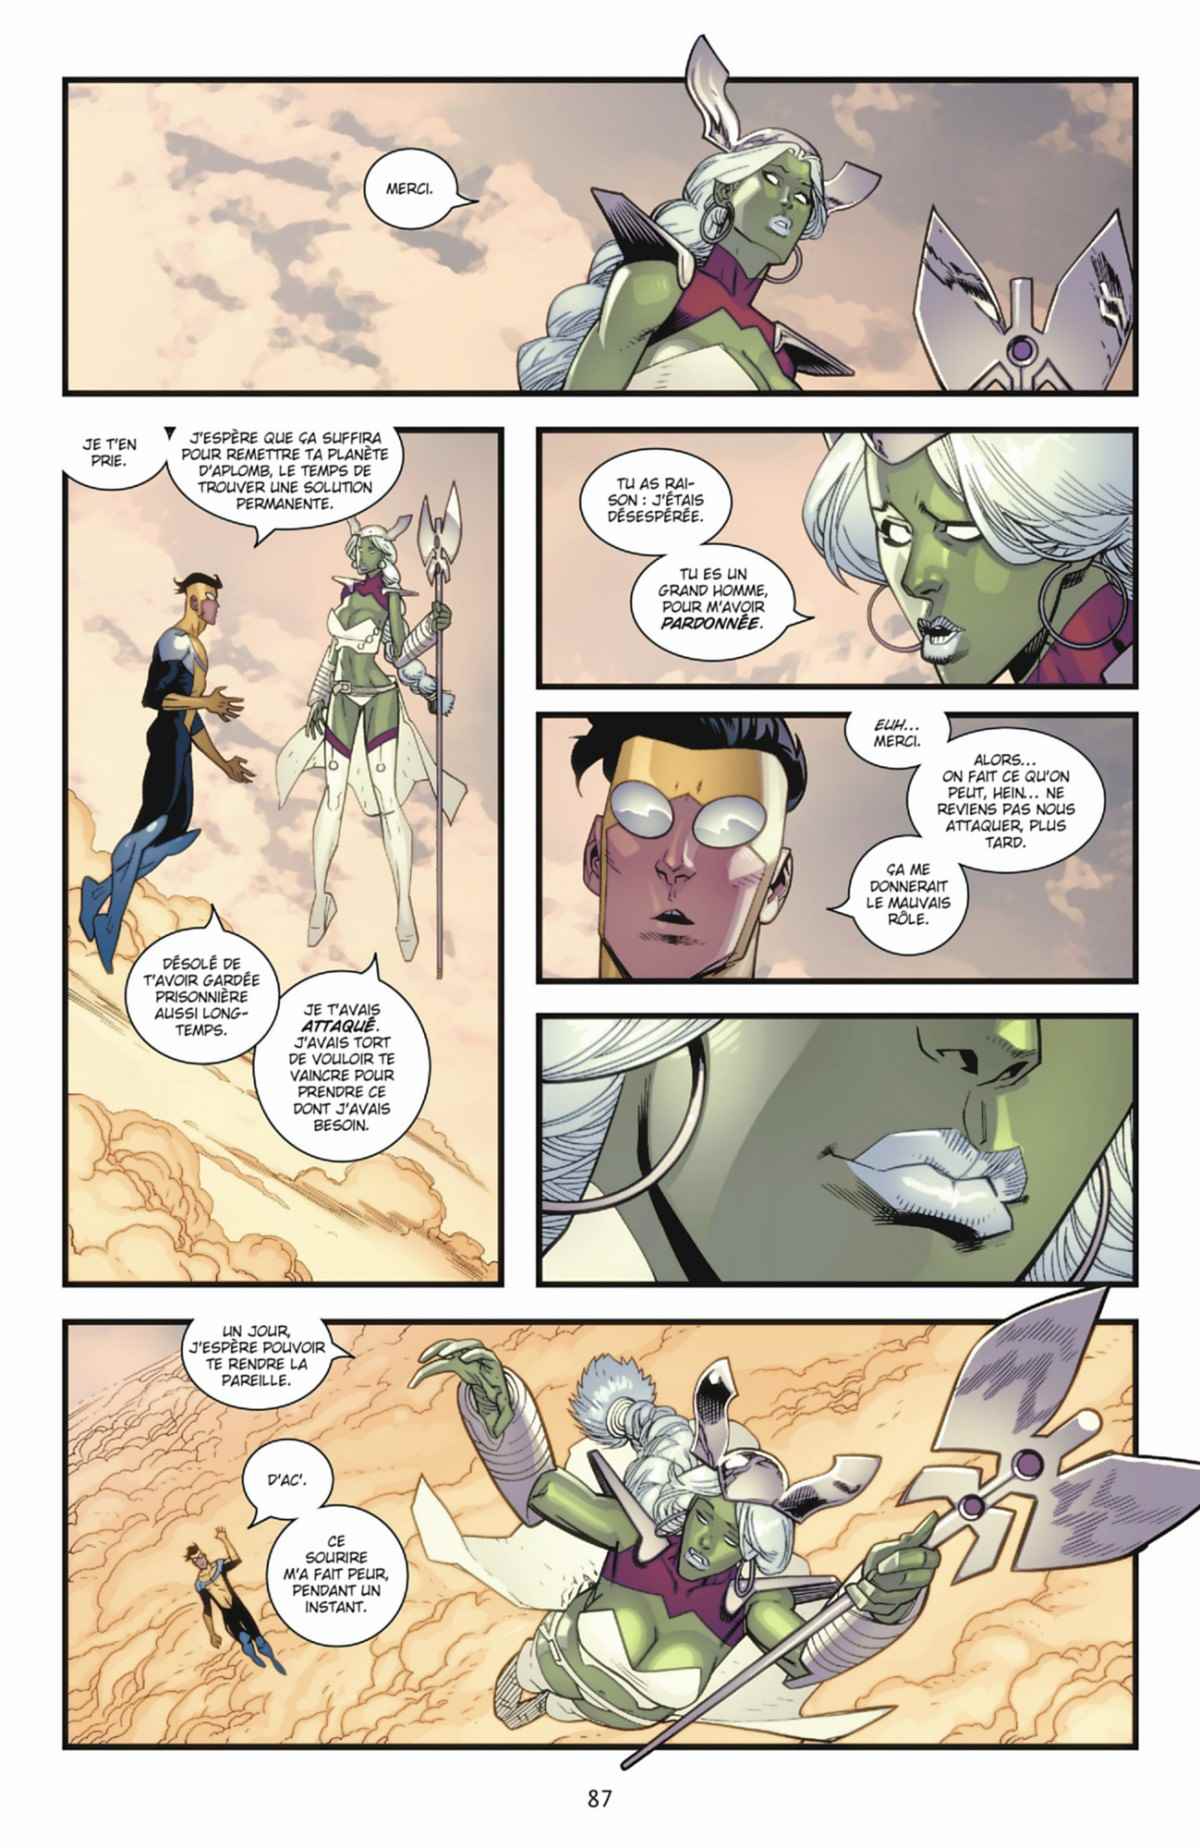 MERCI.
JE T'EN
PRIE.
J'ESPÈRE QUE ÇA SUFFIRA
POUR REMETTRE TA PLANÈTE
D'APLOMB, LE TEMPS DE
TROUVER UNE SOLUTION
PERMANENTE.
DÉSOLÉ DE
T'AVOIR GARDÉE
PRISONNIÈRE
AUSSI LONG-
TEMPS.
JE T'AVAIS
ATTAQUÉ.
J'AVAIS TORT
DE VOULOIR TE
VAINCRE POUR
PRENDRE CE
DONT J'AVAIS
BESOIN.
TU AS RAI-
SON : J'ÉTAIS
DÉSESPÉRÉE.
TU ES UN
GRAND HOMME,
POUR M'AVOIR
PARDONNÉE.
EUH...
MERCI.
ALORS...
ON FAIT CE QU'ON
PEUT, HEIN... NE
REVIENS PAS NOUS
ATTAQUER, PLUS
TARD.
ÇA ME
DONNERAIT
LE MAUVAIS
RÔLE.
UN JOUR,
J'ESPÈRE POUVOIR
TE RENDRE LA
PAREILLE.
D'AC'.
CE
SOURIRE
M'A FAIT PEUR,
PENDANT UN
INSTANT.
87